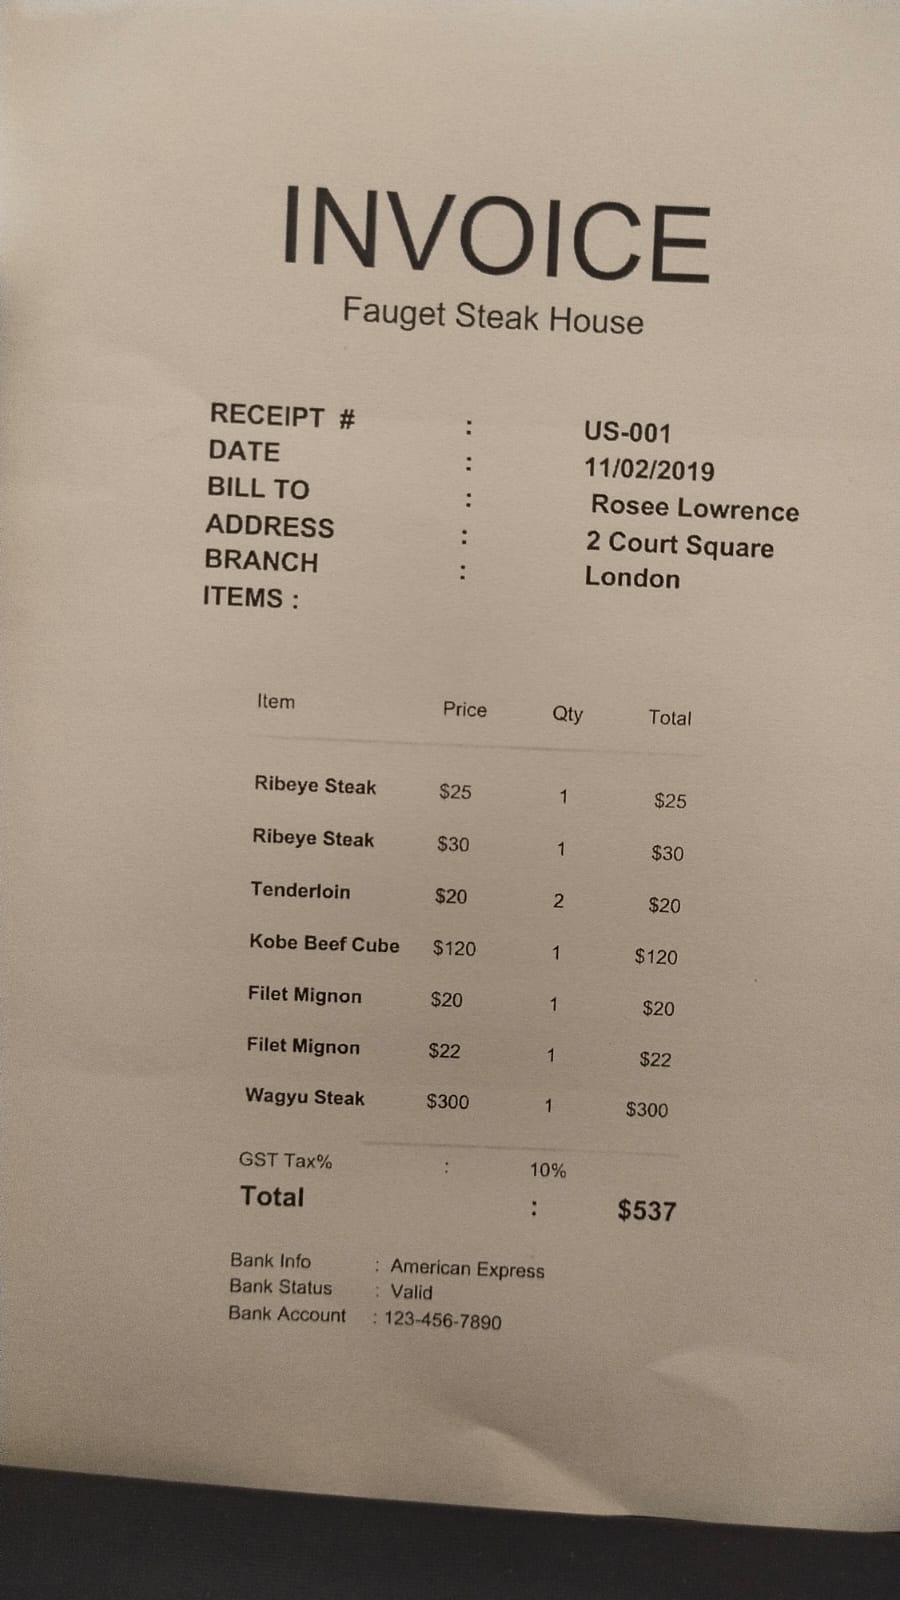 INVOICE
Fauget Steak House
RECEIPT # : US-001
DATE : 11/02/2019
BILL TO : Rosee Lowrence
ADDRESS : 2 Court Square
BRANCH : London
ITEMS :
Item Price Qty Total
Ribeye Steak $25 1 $25
Ribeye Steak $30 1 $30
Tenderloin $20 2 $20
Kobe Beef Cube $120 1 $120
Filet Mignon $20 1 $20
Filet Mignon $22 1 $22
Wagyu Steak $300 1 $300
GST Tax% : 10%
Total : $537
Bank Info : American Express
Bank Status : Valid
Bank Account : 123-456-7890